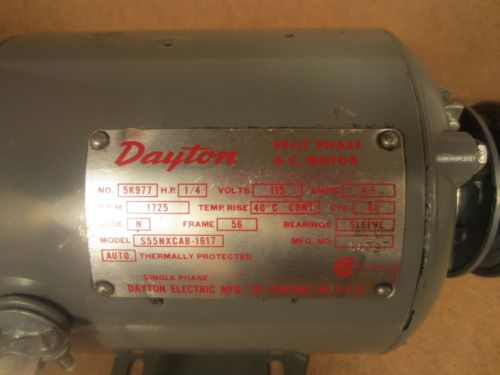 Dayton
SPLIT PHASE
A.C. MOTOR
NO. 5K977 H.P. 1/4 VOLTS 115 AMPS
R.P.M. 1725 TEMP. RISE 40°C. CONT. CYC. 60
CODE N FRAME 56 BEARINGS SLEEVE
MODEL S55NXCAB-1617 MFG. NO.
AUTO. THERMALLY PROTECTED
SINGLE PHASE
DAYTON ELECTRIC MFG. CO. CHICAGO